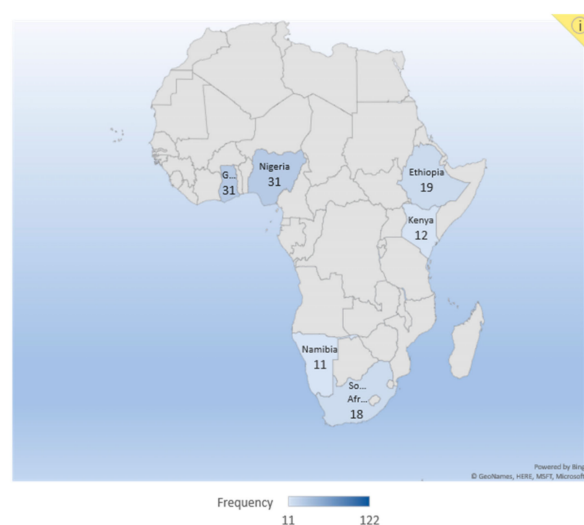 i
Nigeria
31
G...
31
Ethiopia
19
Kenya
12
Namibia
11
So...
Afr...
18
Powered by Bing
© GeoNames, HERE, MSFT, Microsoft
Frequency
11
122